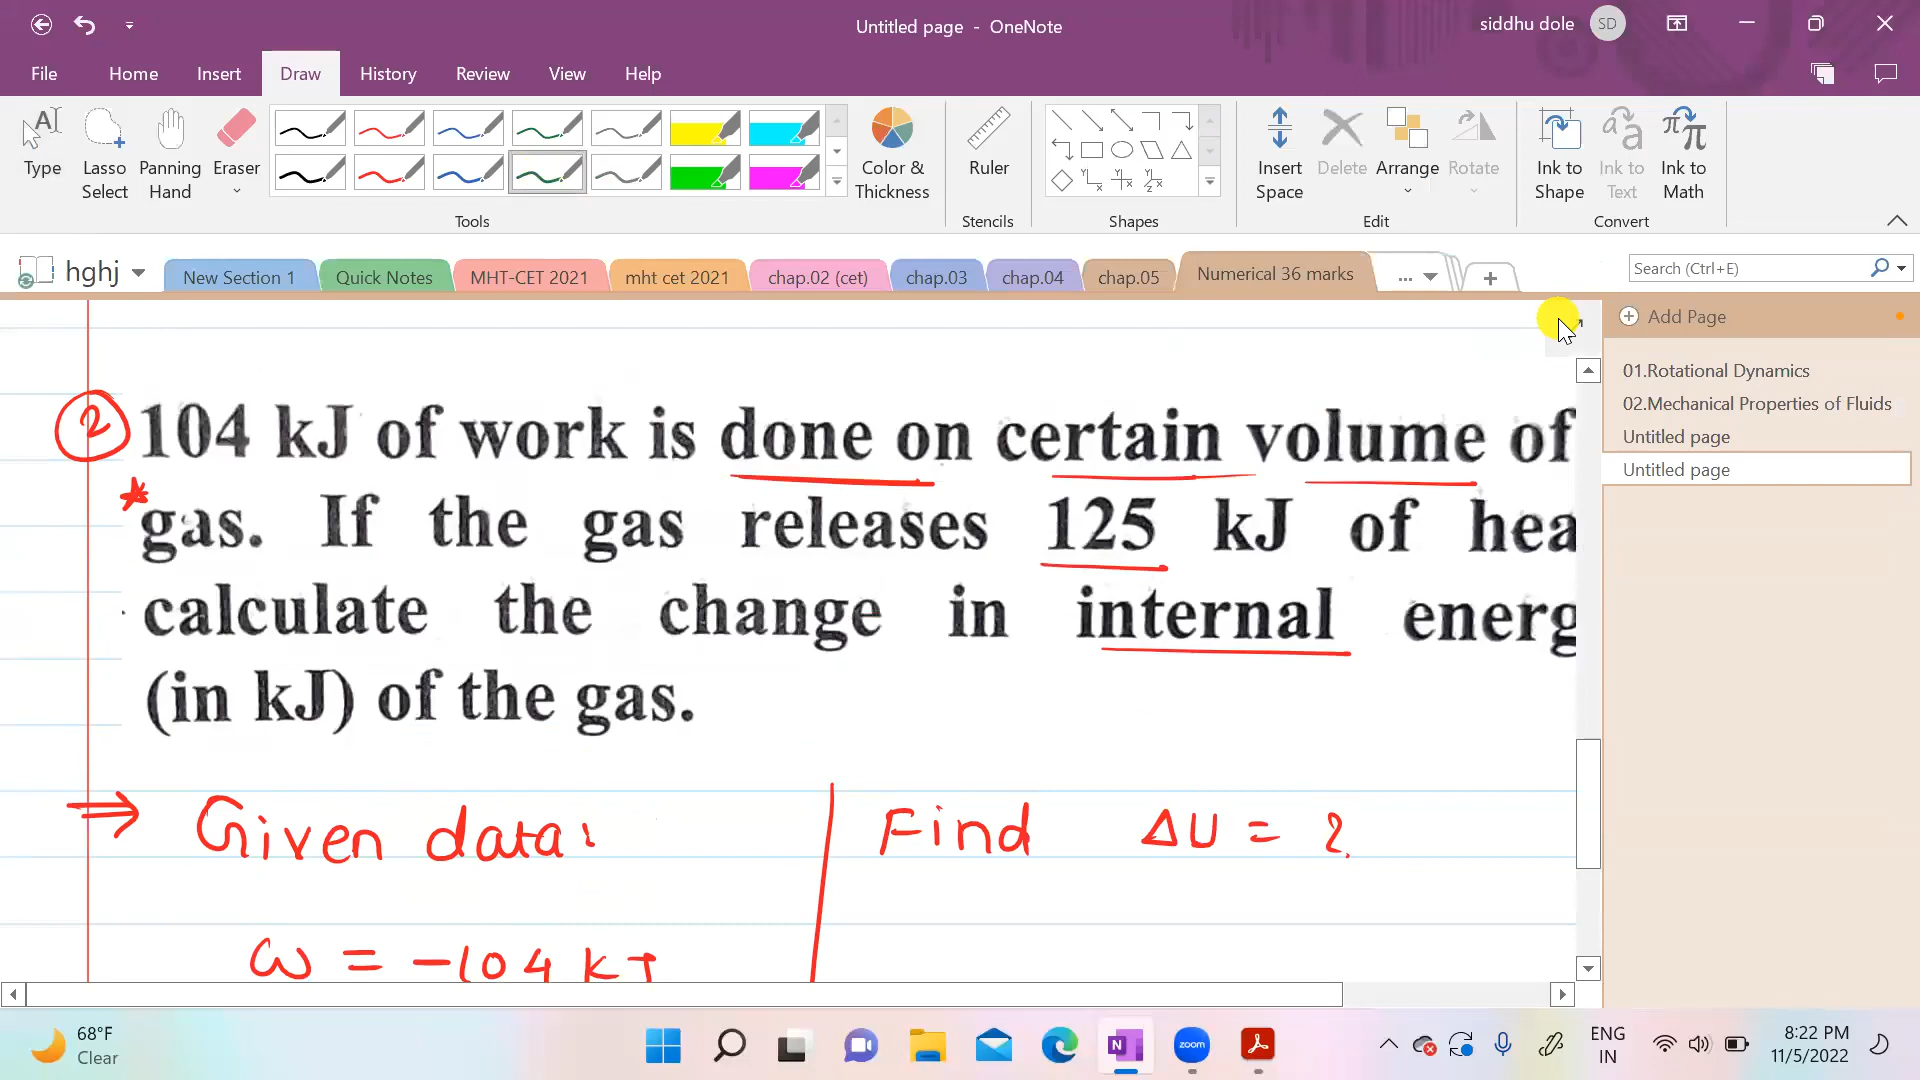 Untitled page - OneNote
siddhu dole
SD
File
Home
Insert
Draw
History
Review
View
Help
Type
Lasso Select
Panning Hand
Eraser
Color & Thickness
Ruler
Insert Space
Delete
Arrange
Rotate
Ink to Shape
Ink to Text
Ink to Math
Tools
Stencils
Shapes
Edit
Convert
hghj
New Section 1
Quick Notes
MHT-CET 2021
mht cet 2021
chap.02 (cet)
chap.03
chap.04
chap.05
Numerical 36 marks
...
Search (Ctrl+E)
Add Page
01.Rotational Dynamics
02.Mechanical Properties of Fluids
Untitled page
Untitled page
2 104 kJ of work is done on certain volume of
gas. If the gas releases 125 kJ of hea
calculate the change in internal energ
(in kJ) of the gas.
⇒ Given data:
Find ΔU = ?
W = -104 kJ
68°F
Clear
zoom
ENG
IN
8:22 PM
11/5/2022